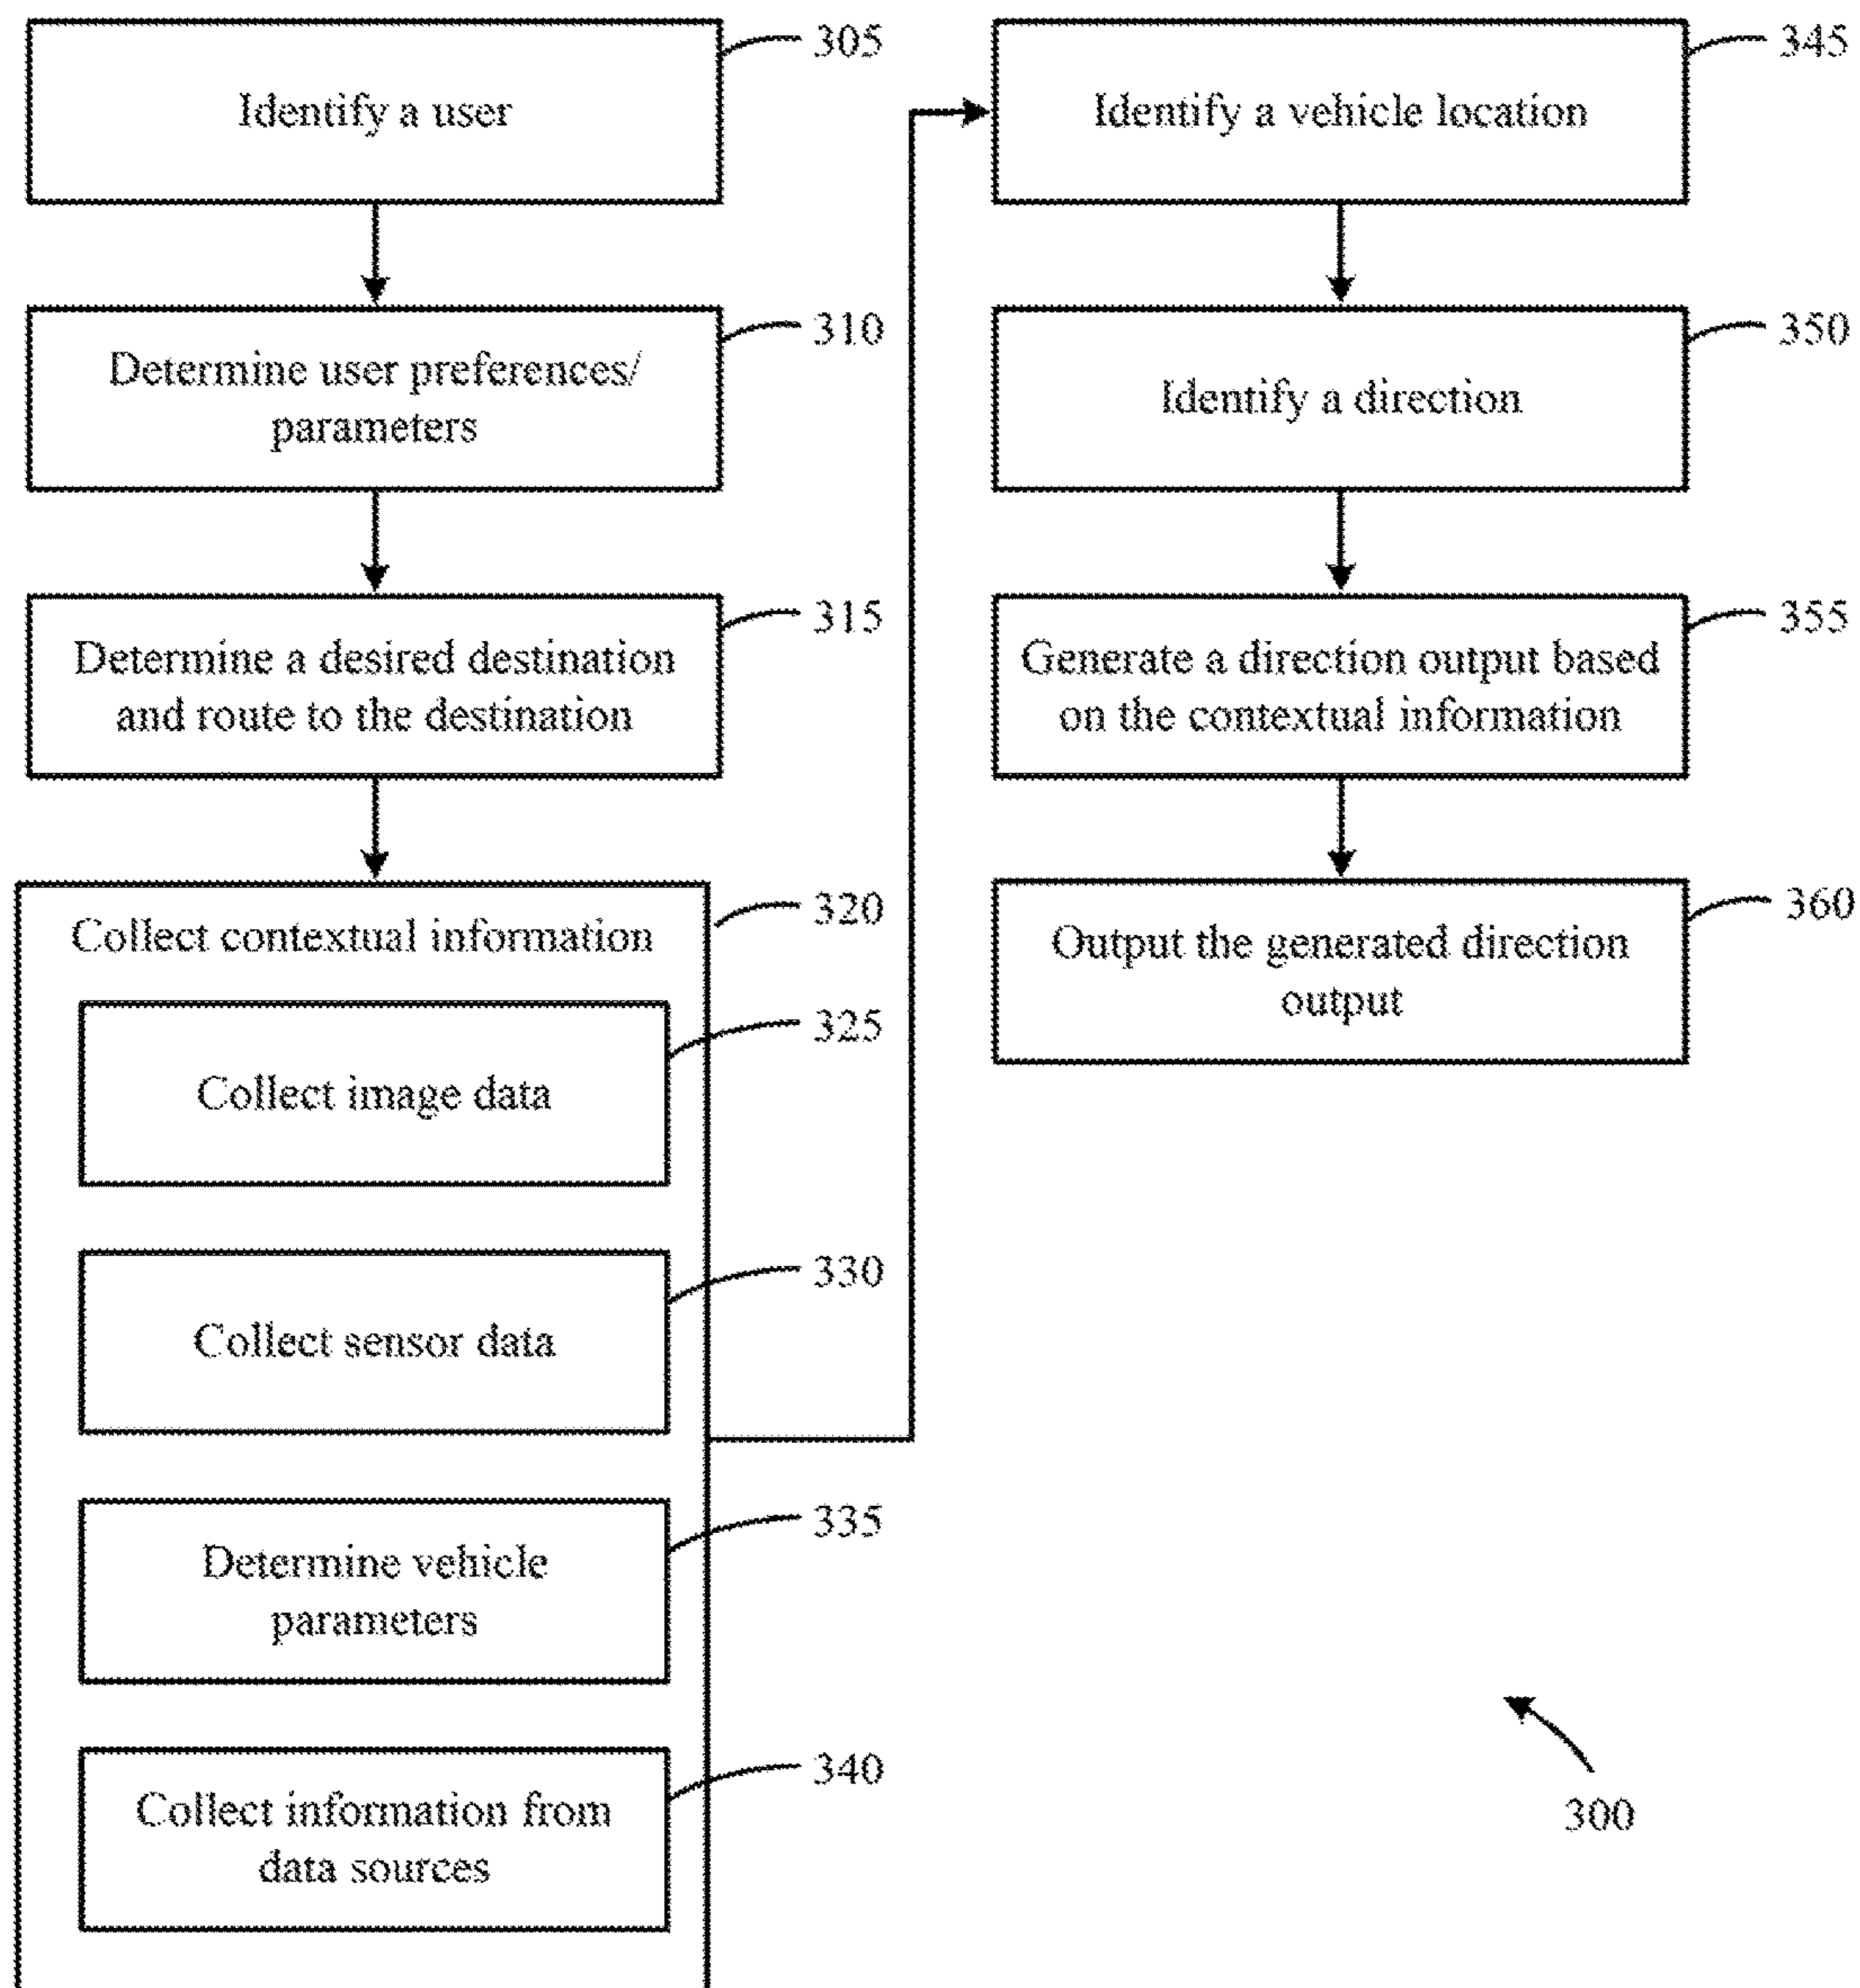 305
Identify a user
310
Determine user preferences/
parameters
315
Determine a desired destination
and route to the destination
320
Collect contextual information
325
Collect image data
330
Collect sensor data
335
Determine vehicle
parameters
340
Collect information from
data sources
345
Identify a vehicle location
350
Identify a direction
355
Generate a direction output based
on the contextual information
360
Output the generated direction
output
300